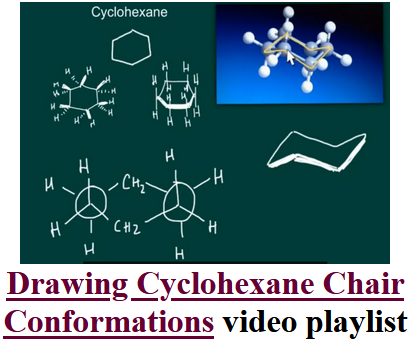 Cyclohexane
H H
H CH₂ H
H CH₂ H
H H
Drawing Cyclohexane Chair
Conformations video playlist